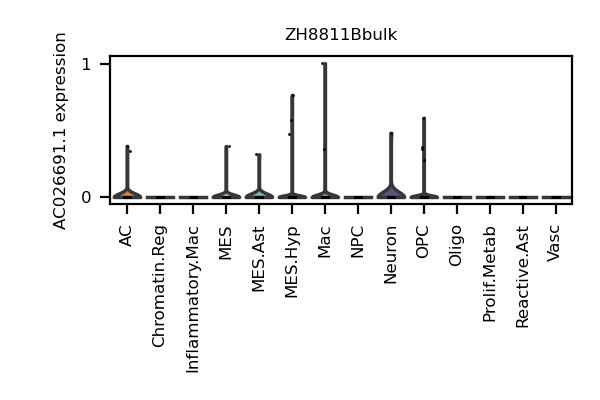 ZH8811Bbulk
AC026691.1 expression
1
0
AC
Chromatin.Reg
Inflammatory.Mac
MES
MES.Ast
MES.Hyp
Mac
NPC
Neuron
OPC
Oligo
Prolif.Metab
Reactive.Ast
Vasc